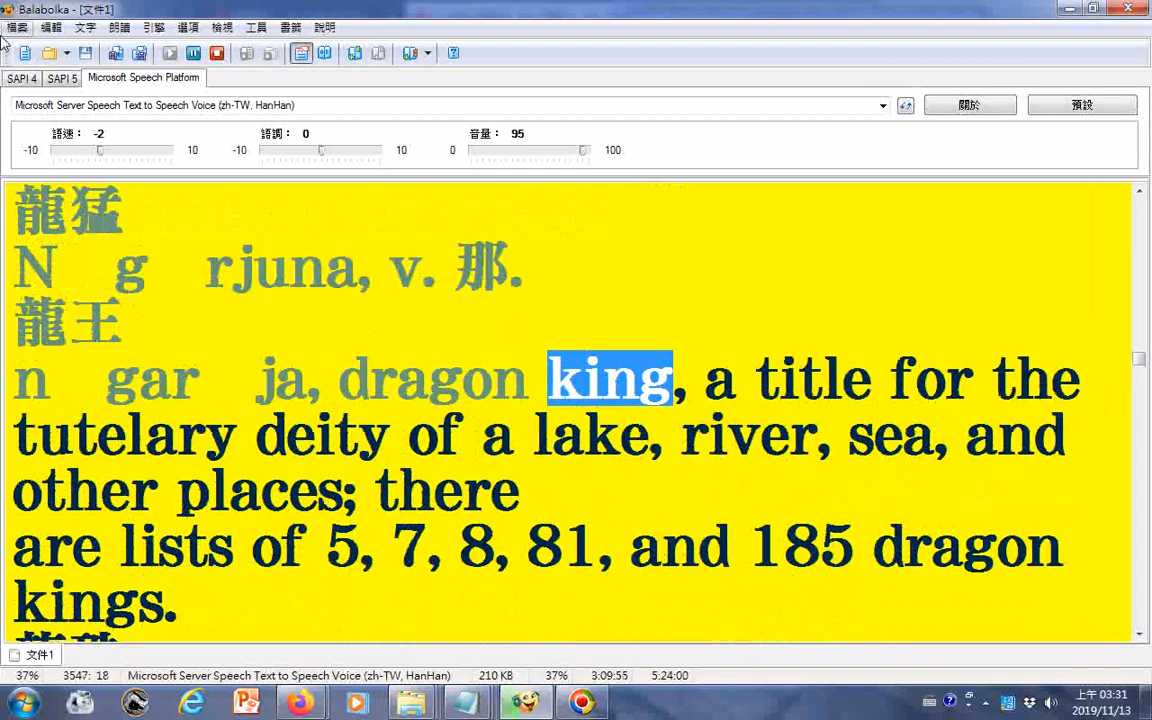 Balabolka - [文件1]
檔案 編輯 文字 朗讀 引擎 選項 檢視 工具 書籤 說明
SAPI 4 SAPI 5 Microsoft Speech Platform
Microsoft Server Speech Text to Speech Voice (zh-TW, HanHan) 關於 預設
語速： -2 語調： 0 音量： 95
-10 10 -10 10 0 100
龍猛
N g rjuna, v. 那.
龍王
n gar ja, dragon king, a title for the
tutelary deity of a lake, river, sea, and
other places; there
are lists of 5, 7, 8, 81, and 185 dragon
kings.
文件1
37% 3547: 18 Microsoft Server Speech Text to Speech Voice (zh-TW, HanHan) 210 KB 37% 3:09:55 5:24:00
上午 03:31
2019/11/13